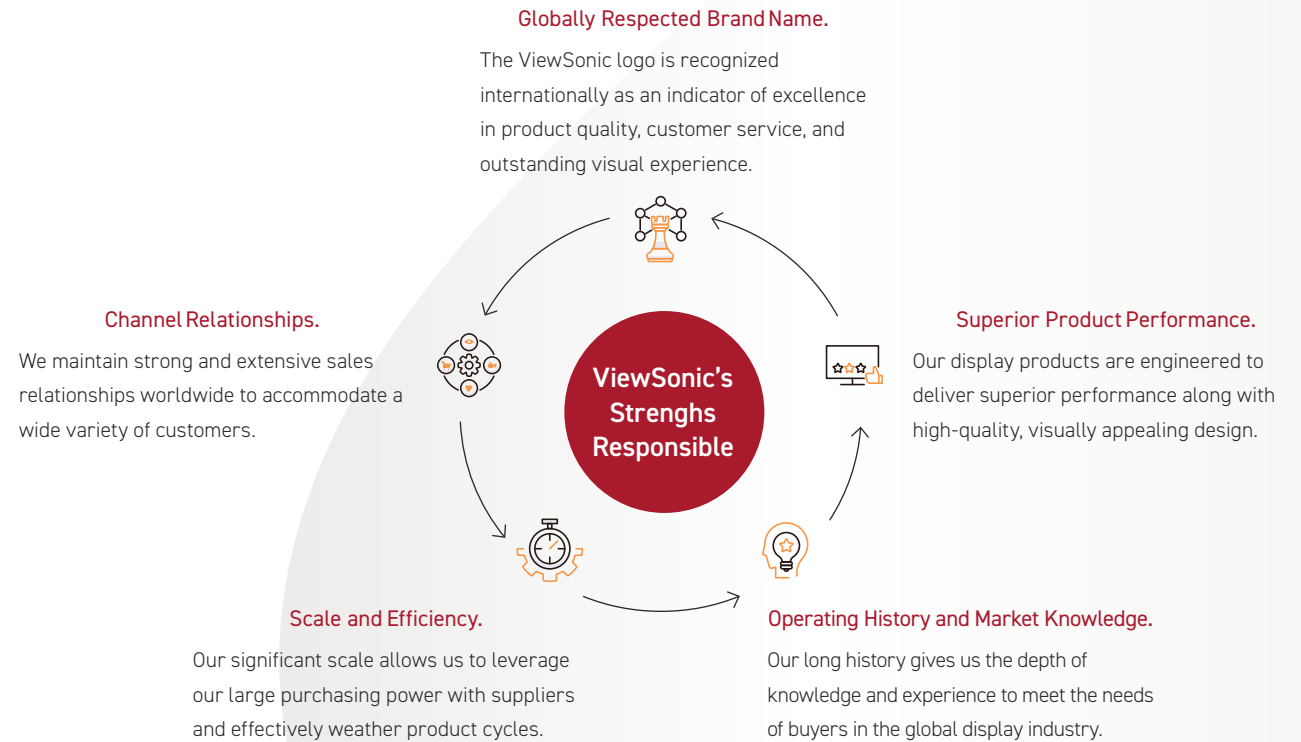 Globally Respected Brand Name.
The ViewSonic logo is recognized
internationally as an indicator of excellence
in product quality, customer service, and
outstanding visual experience.
Channel Relationships.
We maintain strong and extensive sales
relationships worldwide to accommodate a
wide variety of customers.
ViewSonic's
Strenghs
Responsible
Superior Product Performance.
Our display products are engineered to
deliver superior performance along with
high-quality, visually appealing design.
Scale and Efficiency.
Our significant scale allows us to leverage
our large purchasing power with suppliers
and effectively weather product cycles.
Operating History and Market Knowledge.
Our long history gives us the depth of
knowledge and experience to meet the needs
of buyers in the global display industry.